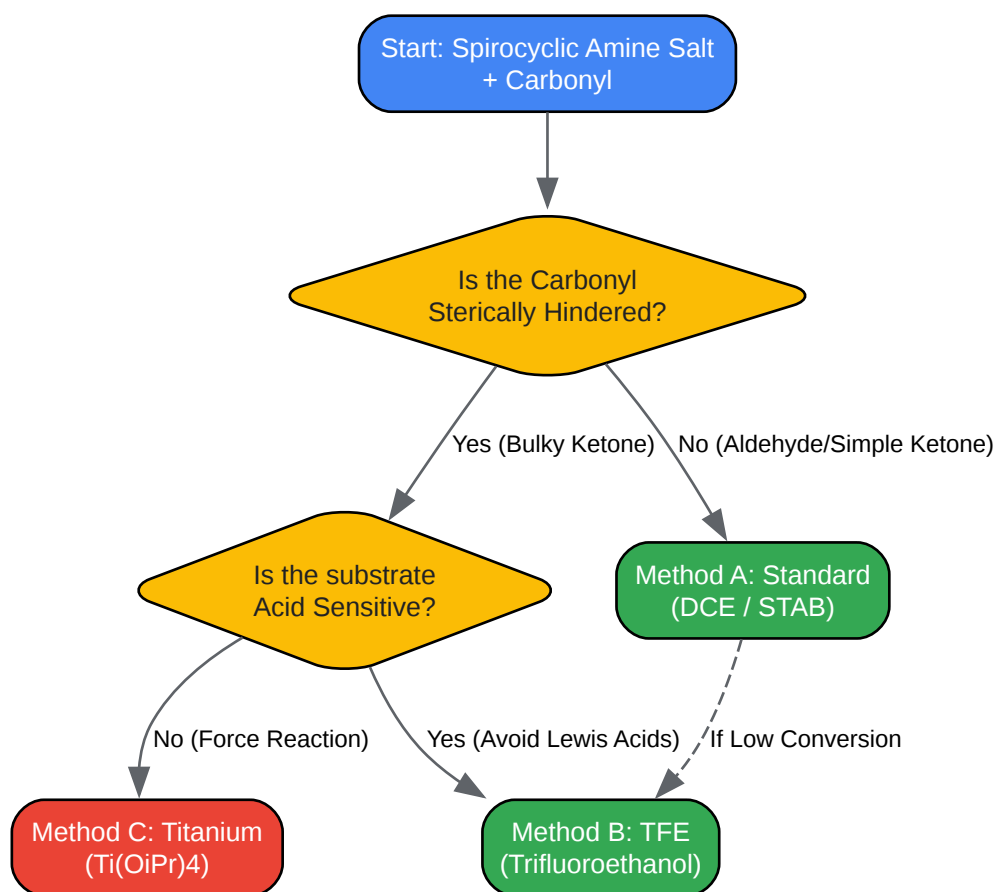 Start: Spirocyclic Amine Salt
+ Carbonyl
Is the Carbonyl
Sterically Hindered?
Yes (Bulky Ketone)
No (Aldehyde/Simple Ketone)
Is the substrate
Acid Sensitive?
Method A: Standard
(DCE / STAB)
No (Force Reaction)
Yes (Avoid Lewis Acids)
If Low Conversion
Method C: Titanium
(Ti(OiPr)4)
Method B: TFE
(Trifluoroethanol)